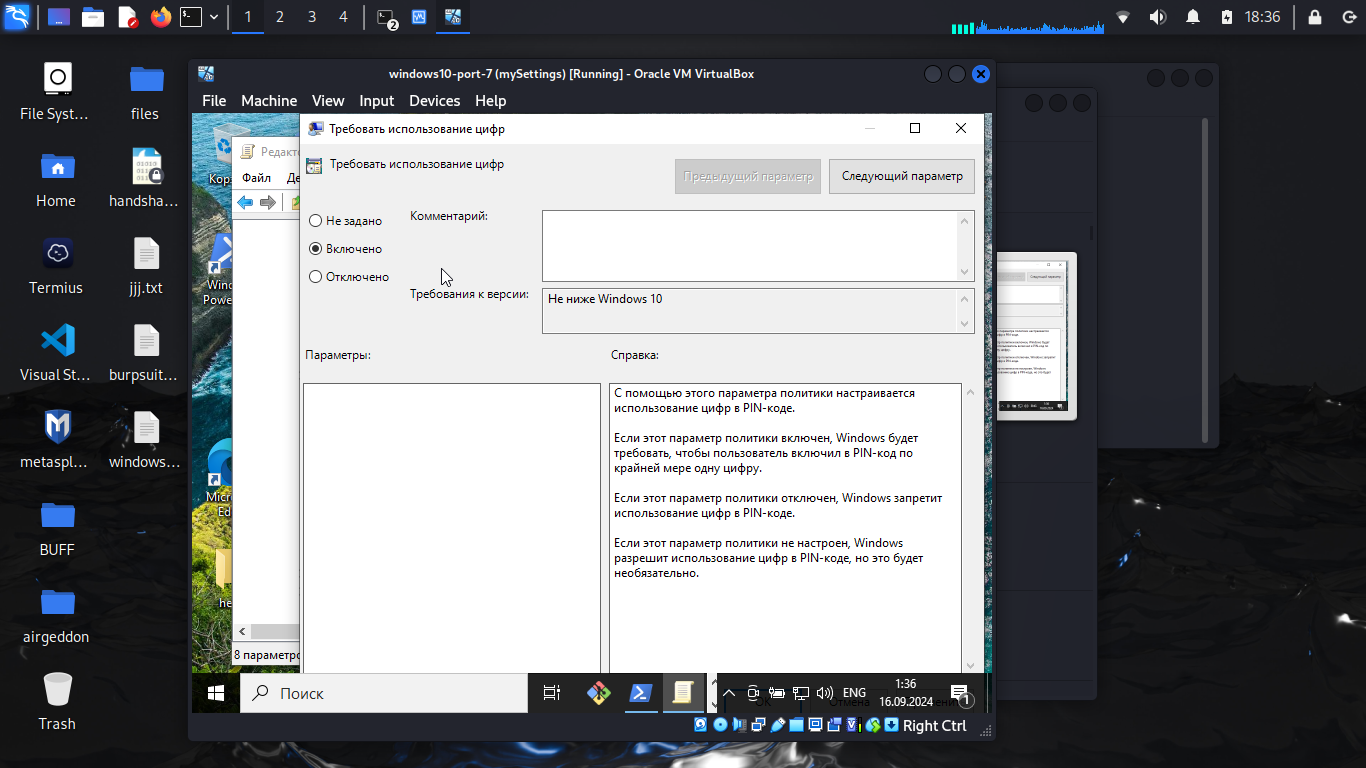 1
2
3
4
2
18:36
File Syst...
files
Home
handsha...
Termius
jjj.txt
Visual St...
burpsuit...
metaspl...
windows...
BUFF
airgeddon
Trash
windows10-port-7 (mySettings) [Running] - Oracle VM VirtualBox
File Machine View Input Devices Help
Файл
Требовать использование цифр
Требовать использование цифр
Предыдущий параметр
Следующий параметр
Не задано
Включено
Отключено
Комментарий:
Требования к версии:
Не ниже Windows 10
Параметры:
Справка:
С помощью этого параметра политики настраивается
использование цифр в PIN-коде.
Если этот параметр политики включен, Windows будет
требовать, чтобы пользователь включил в PIN-код по
крайней мере одну цифру.
Если этот параметр политики отключен, Windows запретит
использование цифр в PIN-коде.
Если этот параметр политики не настроен, Windows
разрешит использование цифр в PIN-коде, но это будет
необязательно.
Поиск
ENG
1:36
16.09.2024
1
Right Ctrl